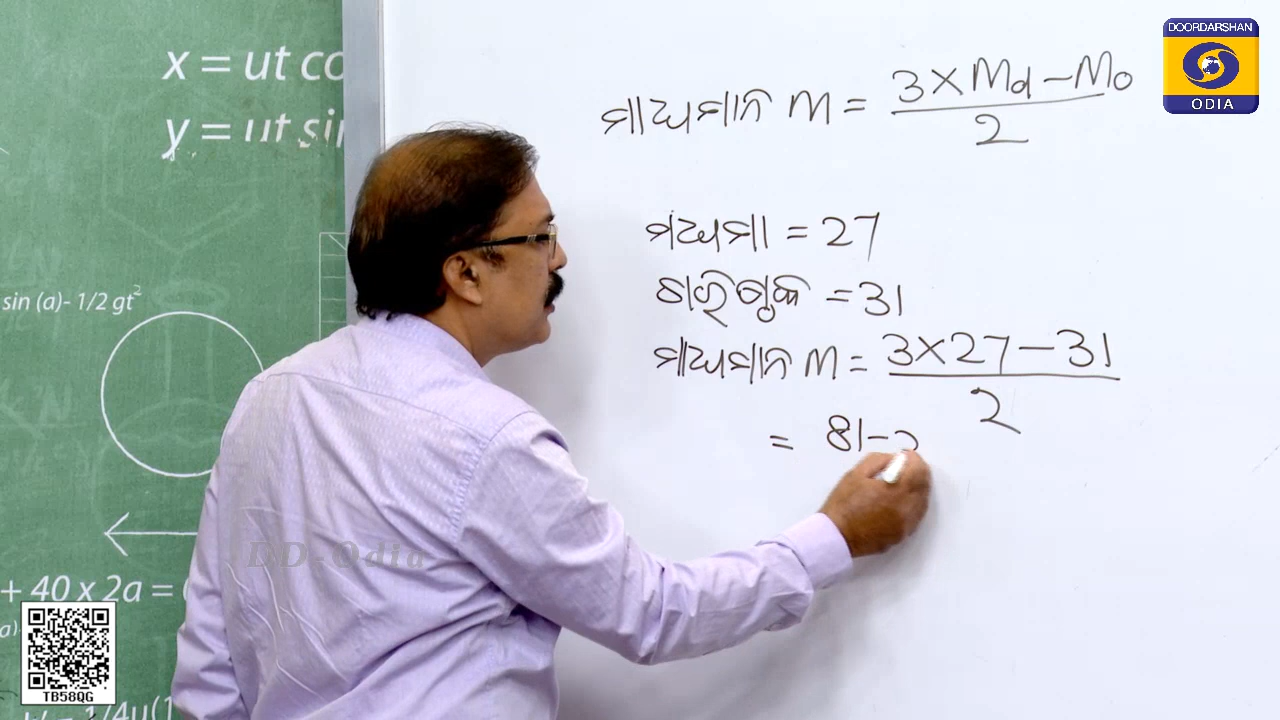 x = ut co
y = ut sin
sin (a)- 1/2 gt²
+ 40 x 2a =
TB58QG
DD-Odia
DOORDARSHAN
ODIA
ମାଧ୍ୟମାନ M = 3 × Md – Mo / 2
ମଧ୍ୟମା = 27
ଗରିଷ୍ଠକ = 31
ମାଧ୍ୟମାନ M = 3 × 27 – 31 / 2
= 81 –